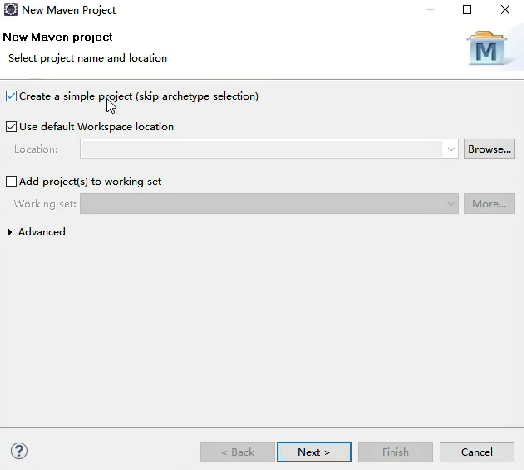 New Maven Project
New Maven project
Select project name and location
M
Create a simple project (skip archetype selection)
Use default Workspace location
Location:
Browse...
Add project(s) to working set
Working set:
More...
Advanced
?
< Back
Next >
Finish
Cancel